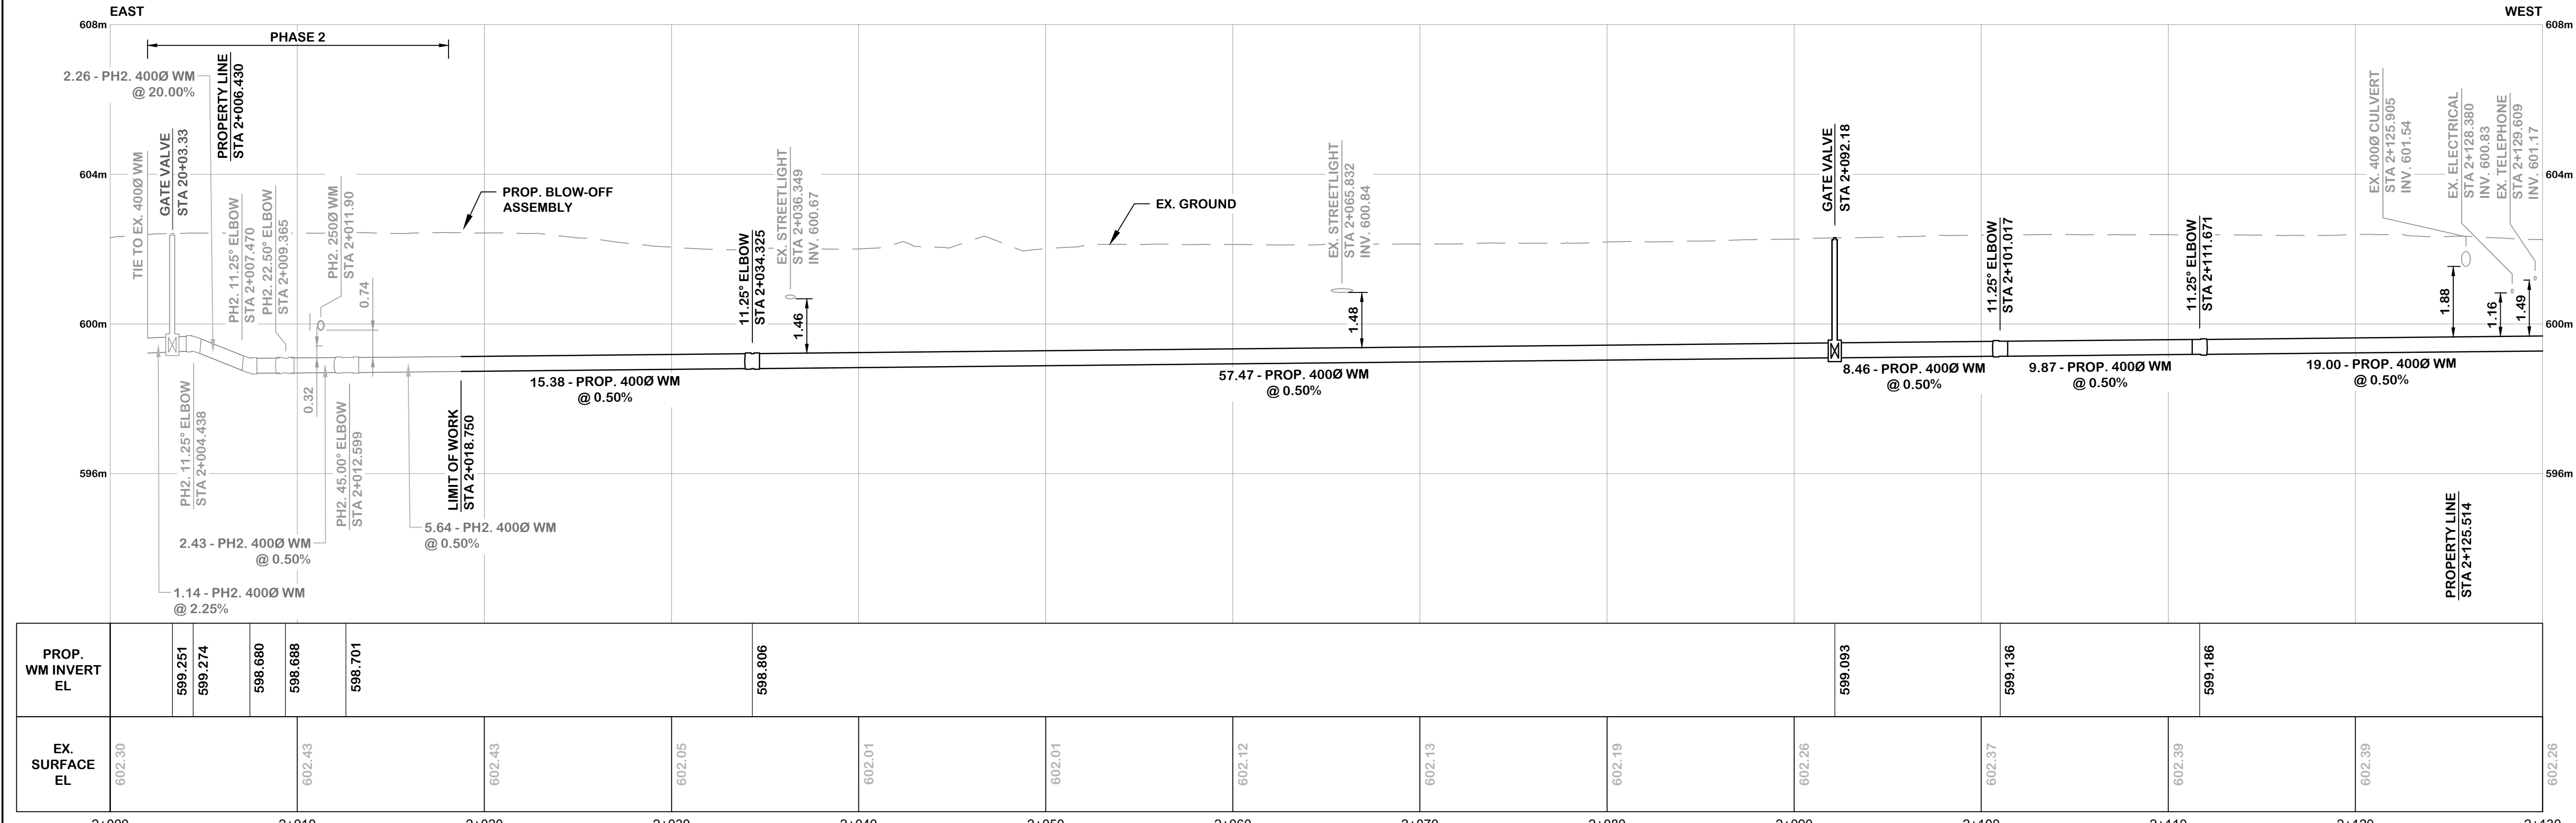 EAST
WEST
608m
608m
PHASE 2
2.26 - PH2. 400Ø WM
@ 20.00%
PROPERTY LINE
STA 2+006.430
604m
604m
TIE TO EX. 400Ø WM
GATE VALVE
STA 20+03.33
PH2. 11.25° ELBOW
STA 2+007.470
PH2. 22.50° ELBOW
STA 2+009.365
PH2. 250Ø WM
STA 2+011.90
0.74
PROP. BLOW-OFF
ASSEMBLY
11.25° ELBOW
STA 2+034.325
EX. STREETLIGHT
STA 2+036.349
INV. 600.67
1.46
EX. GROUND
EX. STREETLIGHT
STA 2+065.832
INV. 600.84
1.48
GATE VALVE
STA 2+092.18
11.25° ELBOW
STA 2+101.017
11.25° ELBOW
STA 2+111.671
EX. 400Ø CULVERT
STA 2+125.905
INV. 601.54
EX. ELECTRICAL
STA 2+128.380
INV. 600.83
EX. TELEPHONE
STA 2+129.609
INV. 601.17
1.88
1.16
1.49
600m
600m
PH2. 11.25° ELBOW
STA 2+004.438
0.32
PH2. 45.00° ELBOW
STA 2+012.599
LIMIT OF WORK
STA 2+018.750
15.38 - PROP. 400Ø WM
@ 0.50%
57.47 - PROP. 400Ø WM
@ 0.50%
8.46 - PROP. 400Ø WM
@ 0.50%
9.87 - PROP. 400Ø WM
@ 0.50%
19.00 - PROP. 400Ø WM
@ 0.50%
596m
596m
5.64 - PH2. 400Ø WM
@ 0.50%
2.43 - PH2. 400Ø WM
@ 0.50%
1.14 - PH2. 400Ø WM
@ 2.25%
PROPERTY LINE
STA 2+125.514
PROP.
WM INVERT
EL
599.251
599.274
598.680
598.688
598.701
598.806
599.093
599.136
599.186
EX.
SURFACE
EL
602.30
602.43
602.43
602.05
602.01
602.01
602.12
602.13
602.19
602.26
602.37
602.39
602.39
602.26